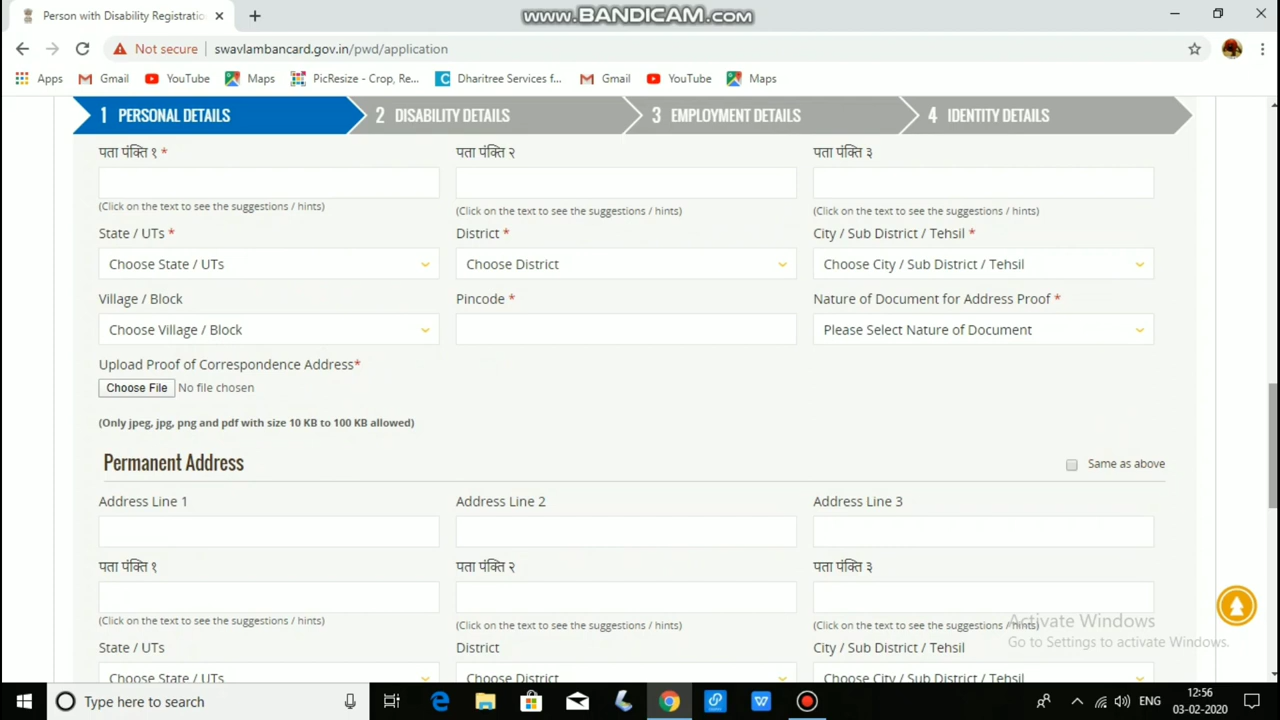 Person with Disability Registratio
www.BANDICAM.com
Not secure swavlambancard.gov.in/pwd/application
Apps Gmail YouTube Maps PicResize - Crop, Re... Dharitree Services f... Gmail YouTube Maps
1 PERSONAL DETAILS 2 DISABILITY DETAILS 3 EMPLOYMENT DETAILS 4 IDENTITY DETAILS
पता पंक्ति १ * पता पंक्ति २ पता पंक्ति ३
(Click on the text to see the suggestions / hints) (Click on the text to see the suggestions / hints) (Click on the text to see the suggestions / hints)
State / UTs * District * City / Sub District / Tehsil *
Choose State / UTs Choose District Choose City / Sub District / Tehsil
Village / Block Pincode * Nature of Document for Address Proof *
Choose Village / Block Please Select Nature of Document
Upload Proof of Correspondence Address*
Choose File No file chosen
(Only jpeg, jpg, png and pdf with size 10 KB to 100 KB allowed)
Permanent Address Same as above
Address Line 1 Address Line 2 Address Line 3
पता पंक्ति १ पता पंक्ति २ पता पंक्ति ३
(Click on the text to see the suggestions / hints) (Click on the text to see the suggestions / hints) (Click on the text to see the suggestions / hints)
Activate Windows
Go to Settings to activate Windows.
State / UTs District City / Sub District / Tehsil
Choose State / UTs Choose District Choose City / Sub District / Tehsil
Type here to search
ENG
12:56
03-02-2020